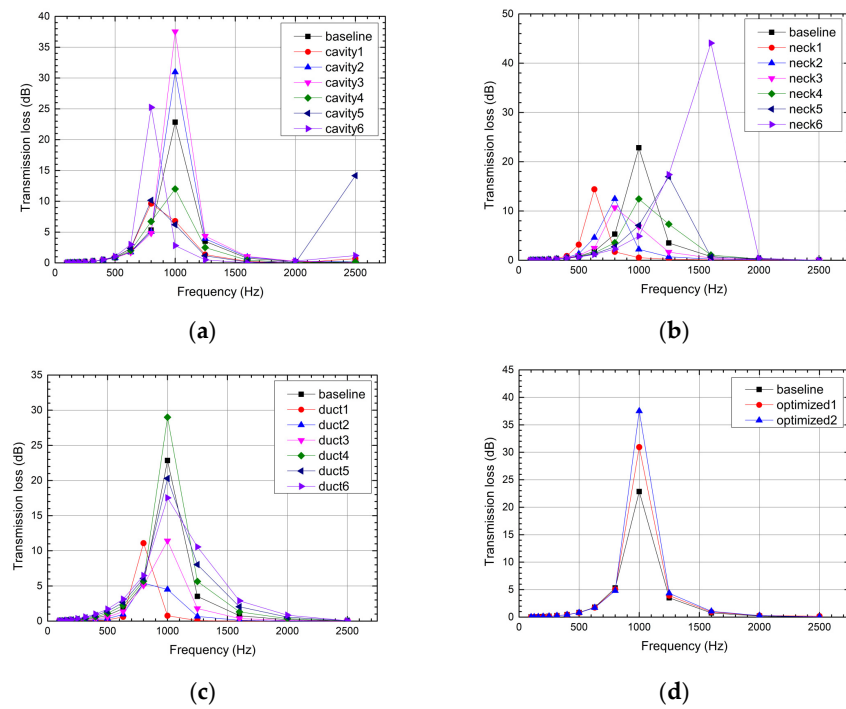 40
35
30
25
20
15
10
5
0
Transmission loss (dB)
0 500 1000 1500 2000 2500
Frequency (Hz)
baseline
cavity1
cavity2
cavity3
cavity4
cavity5
cavity6
(a)
50
40
30
20
10
0
Transmission loss (dB)
0 500 1000 1500 2000 2500
Frequency (Hz)
baseline
neck1
neck2
neck3
neck4
neck5
neck6
(b)
35
30
25
20
15
10
5
0
Transmission loss (dB)
0 500 1000 1500 2000 2500
Frequency (Hz)
baseline
duct1
duct2
duct3
duct4
duct5
duct6
(c)
45
40
35
30
25
20
15
10
5
0
Transmission loss (dB)
0 500 1000 1500 2000 2500
Frequency (Hz)
baseline
optimized1
optimized2
(d)